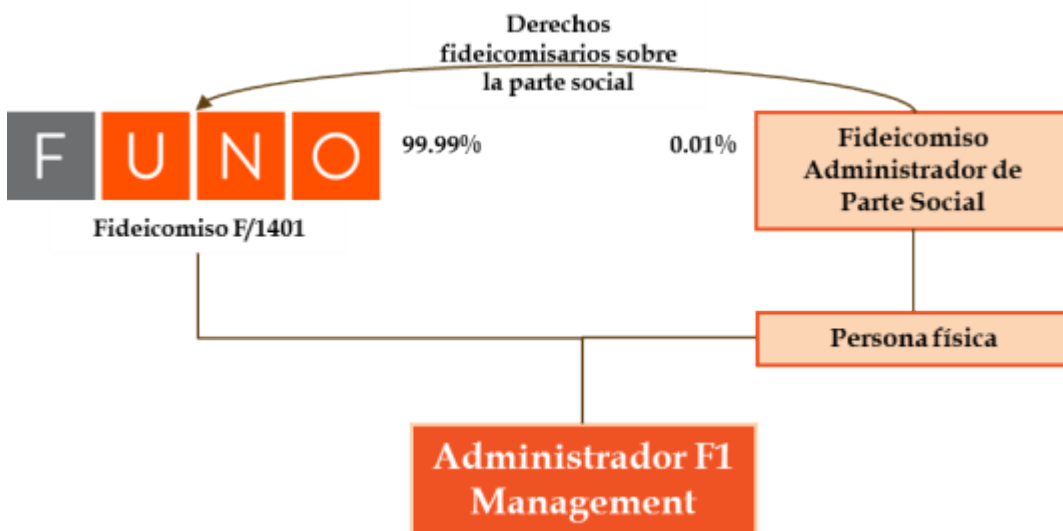 Derechos
fideicomisarios sobre
la parte social
FUNO
99.99%
0.01%
Fideicomiso
Administrador de
Parte Social
Fideicomiso F/1401
Persona física
Administrador F1
Management